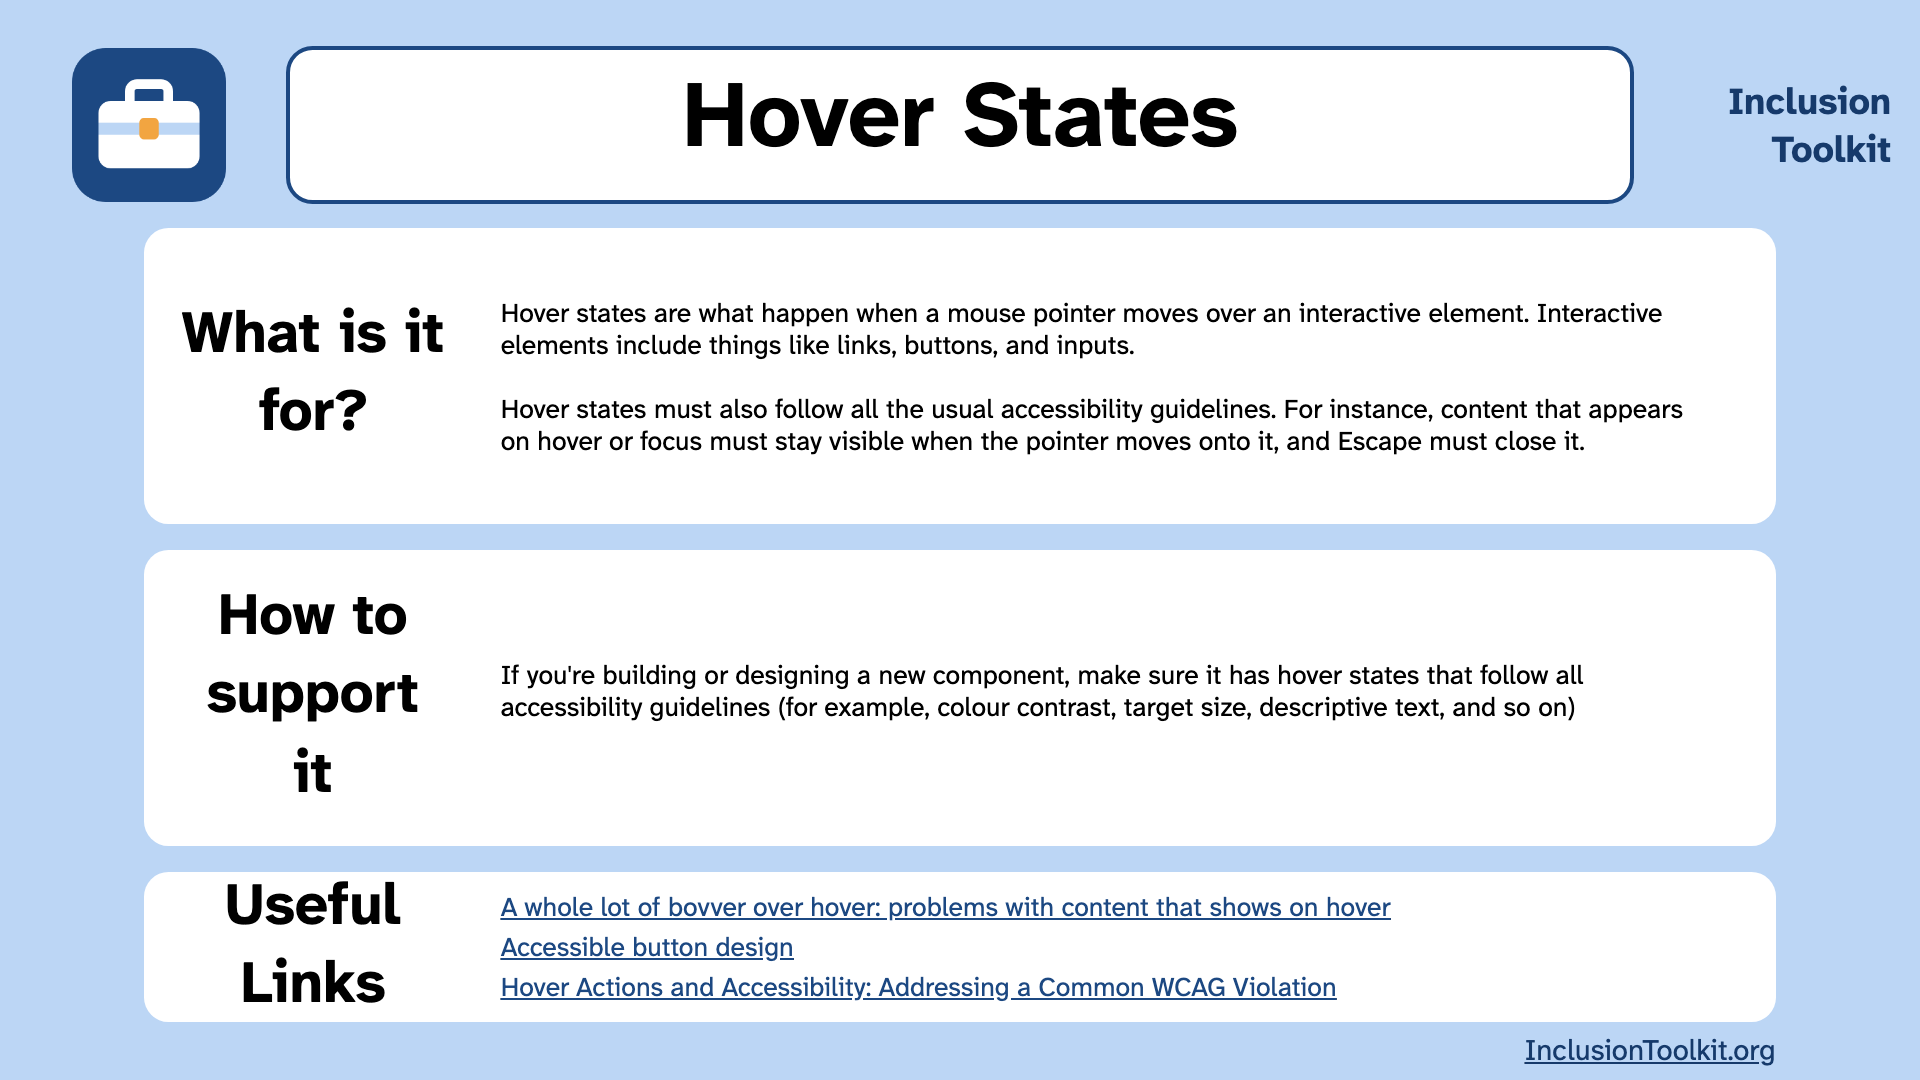 Hover States
Inclusion
Toolkit
What is it
for?
Hover states are what happen when a mouse pointer moves over an interactive element. Interactive
elements include things like links, buttons, and inputs.
Hover states must also follow all the usual accessibility guidelines. For instance, content that appears
on hover or focus must stay visible when the pointer moves onto it, and Escape must close it.
How to
support
it
If you're building or designing a new component, make sure it has hover states that follow all
accessibility guidelines (for example, colour contrast, target size, descriptive text, and so on)
Useful
Links
A whole lot of bovver over hover: problems with content that shows on hover
Accessible button design
Hover Actions and Accessibility: Addressing a Common WCAG Violation
InclusionToolkit.org